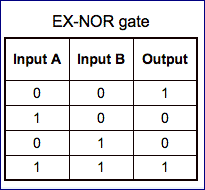 EX-NOR gate
Input A Input B Output
0 0 1
1 0 0
0 1 0
1 1 1